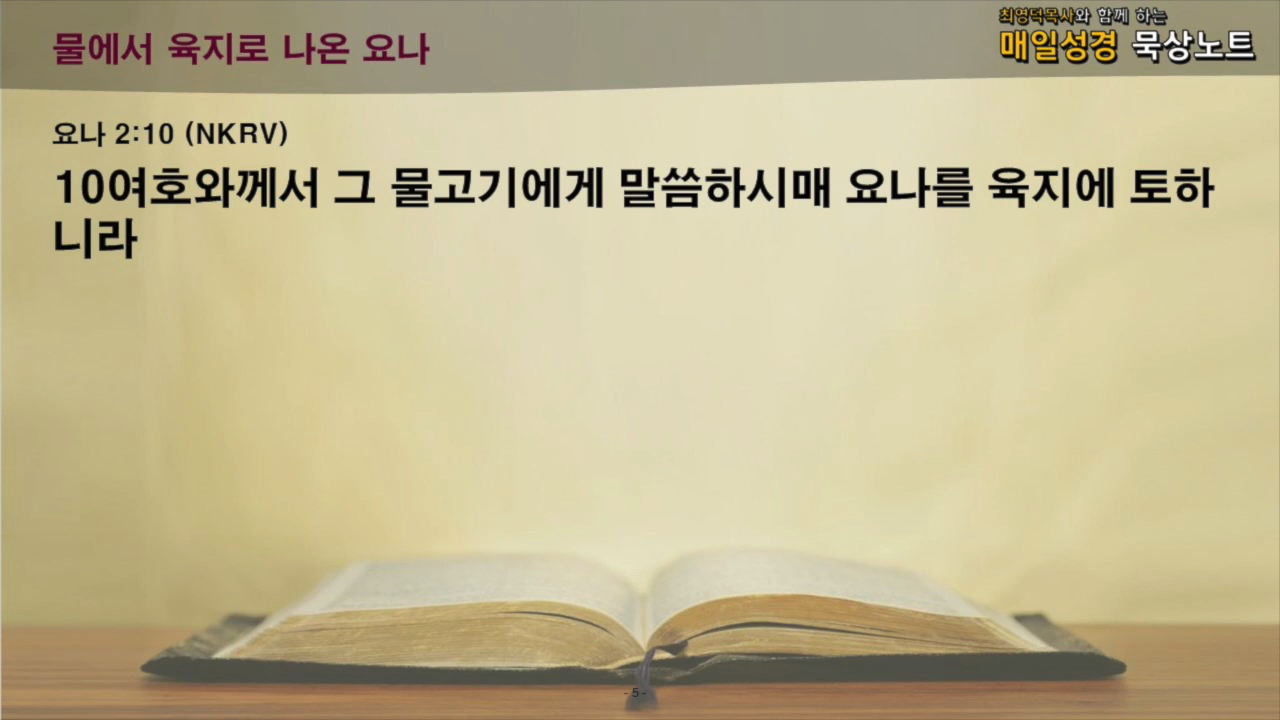 물에서 육지로 나온 요나
최영덕목사와 함께 하는
매일성경 묵상노트
요나 2:10 (NKRV)
10여호와께서 그 물고기에게 말씀하시매 요나를 육지에 토하
니라
- 5 -